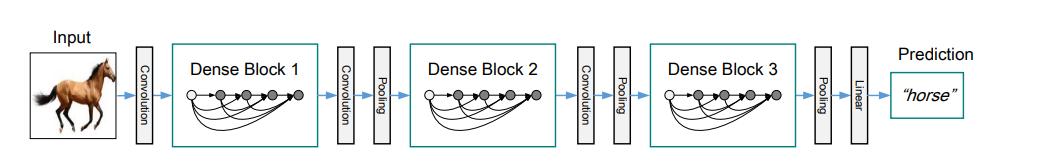 Input
Convolution
Dense Block 1
Convolution
Pooling
Dense Block 2
Convolution
Pooling
Dense Block 3
Pooling
Linear
Prediction
“horse”